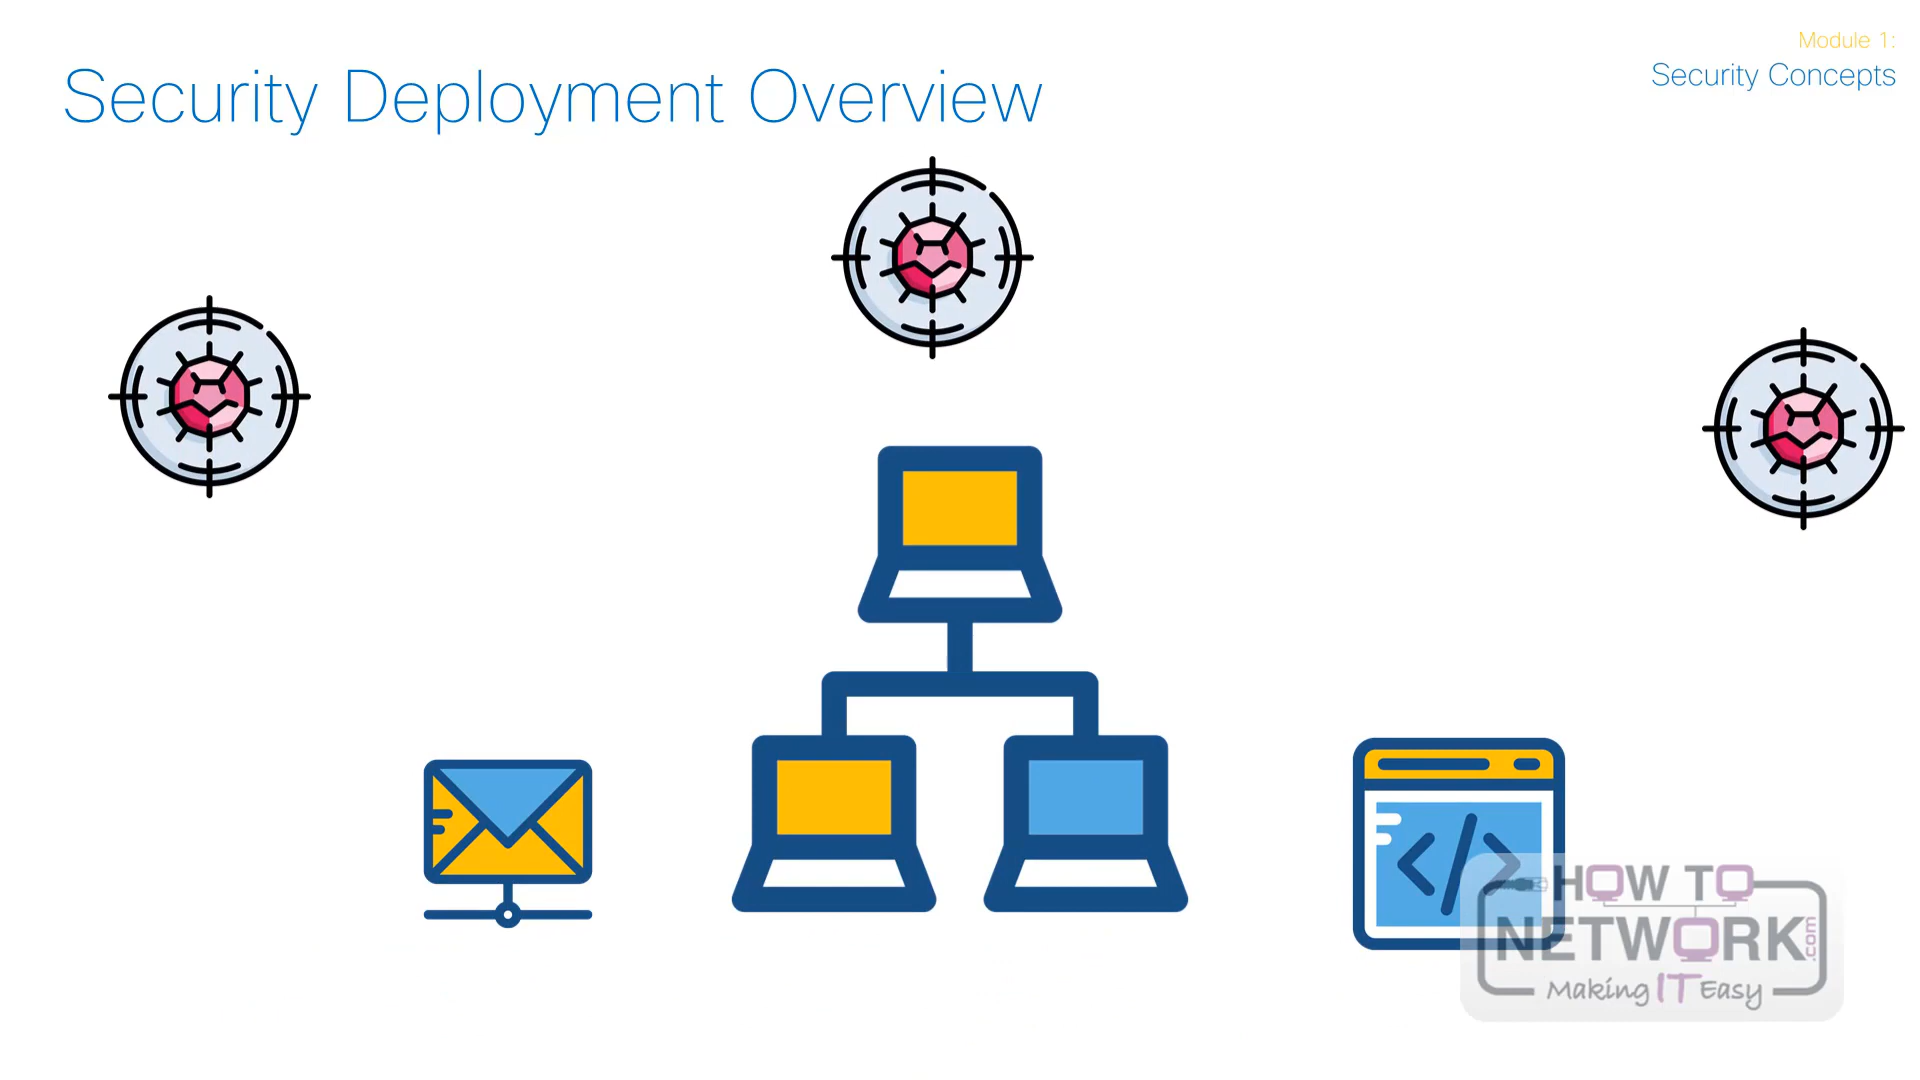 Module 1:
Security Concepts
Security Deployment Overview
</>
HOW TO
NETWORK.com
Making IT Easy